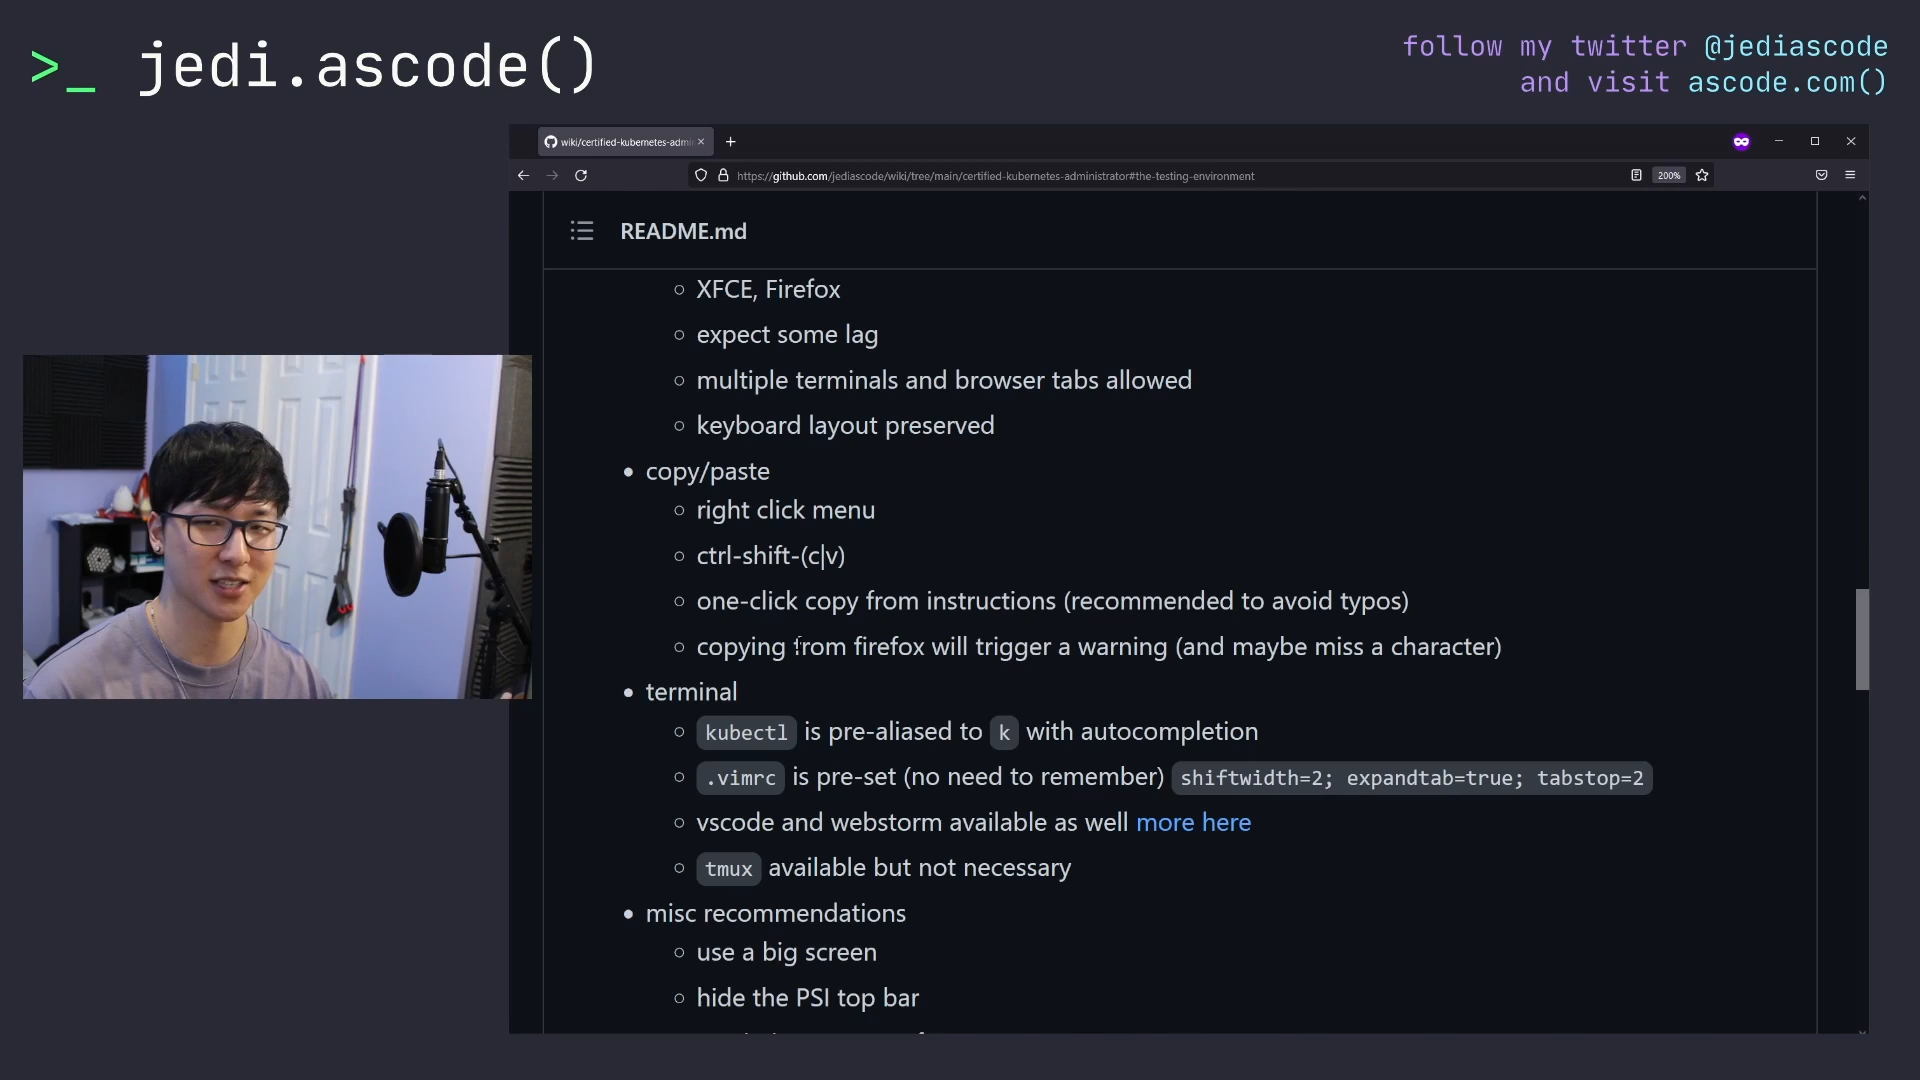 >_ jedi.ascode()
follow my twitter @jediascode
and visit ascode.com()
wiki/certified-kubernetes-admi
https://github.com/jediascode/wiki/tree/main/certified-kubernetes-administrator#the-testing-environment
200%
README.md
XFCE, Firefox
expect some lag
multiple terminals and browser tabs allowed
keyboard layout preserved
copy/paste
right click menu
ctrl-shift-(c|v)
one-click copy from instructions (recommended to avoid typos)
copying from firefox will trigger a warning (and maybe miss a character)
terminal
kubectl is pre-aliased to k with autocompletion
.vimrc is pre-set (no need to remember) shiftwidth=2; expandtab=true; tabstop=2
vscode and webstorm available as well more here
tmux available but not necessary
misc recommendations
use a big screen
hide the PSI top bar